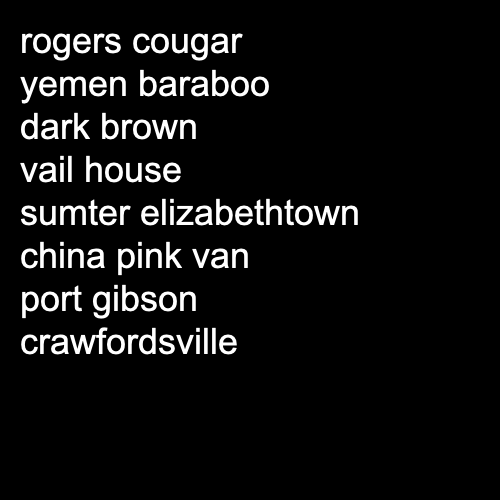 rogers cougar
yemen baraboo
dark brown
vail house
sumter elizabethtown
china pink van
port gibson
crawfordsville